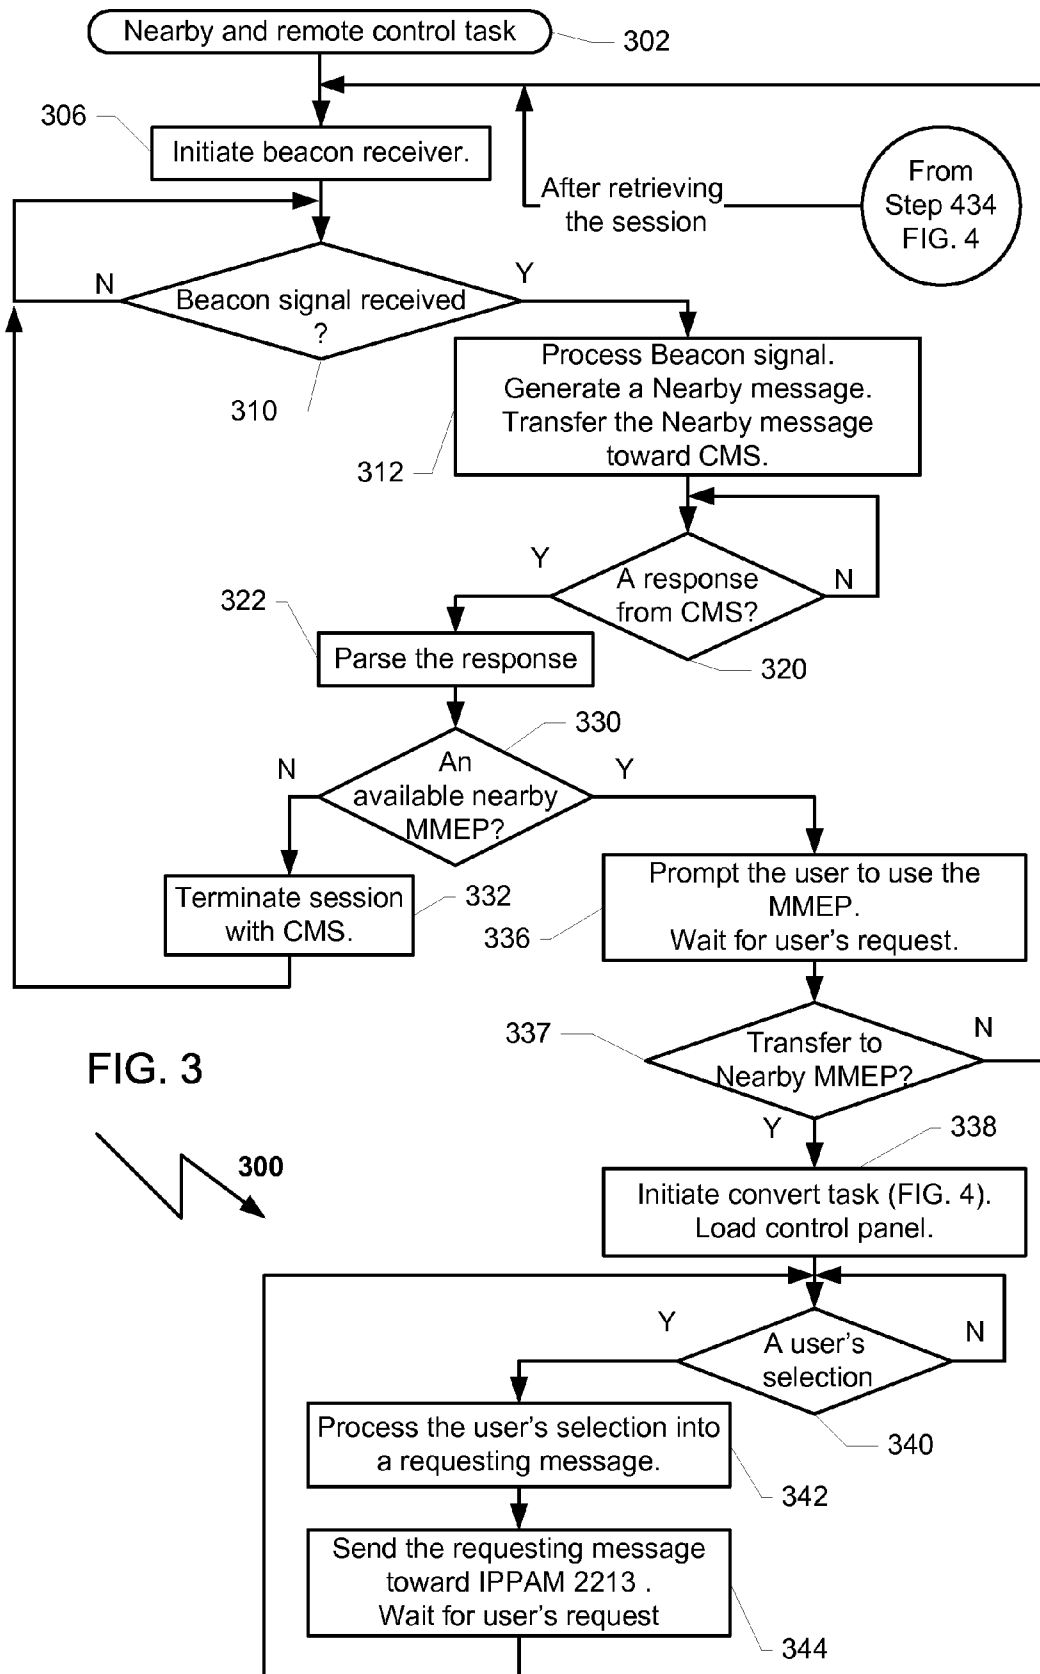 Nearby and remote control task
302
306
Initiate beacon receiver.
From
Step 434
FIG. 4
After retrieving
the session
N
Y
Beacon signal received
?
310
Process Beacon signal.
Generate a Nearby message.
Transfer the Nearby message
toward CMS.
312
Y
N
A response
from CMS?
320
322
Parse the response
330
N
Y
An
available nearby
MMEP?
Terminate session
with CMS.
332
Prompt the user to use the
MMEP.
Wait for user's request.
336
337
N
Transfer to
Nearby MMEP?
Y
FIG. 3
300
338
Initiate convert task (FIG. 4).
Load control panel.
Y
N
A user's
selection
340
Process the user's selection into
a requesting message.
342
Send the requesting message
toward IPPAM 2213 .
Wait for user's request
344